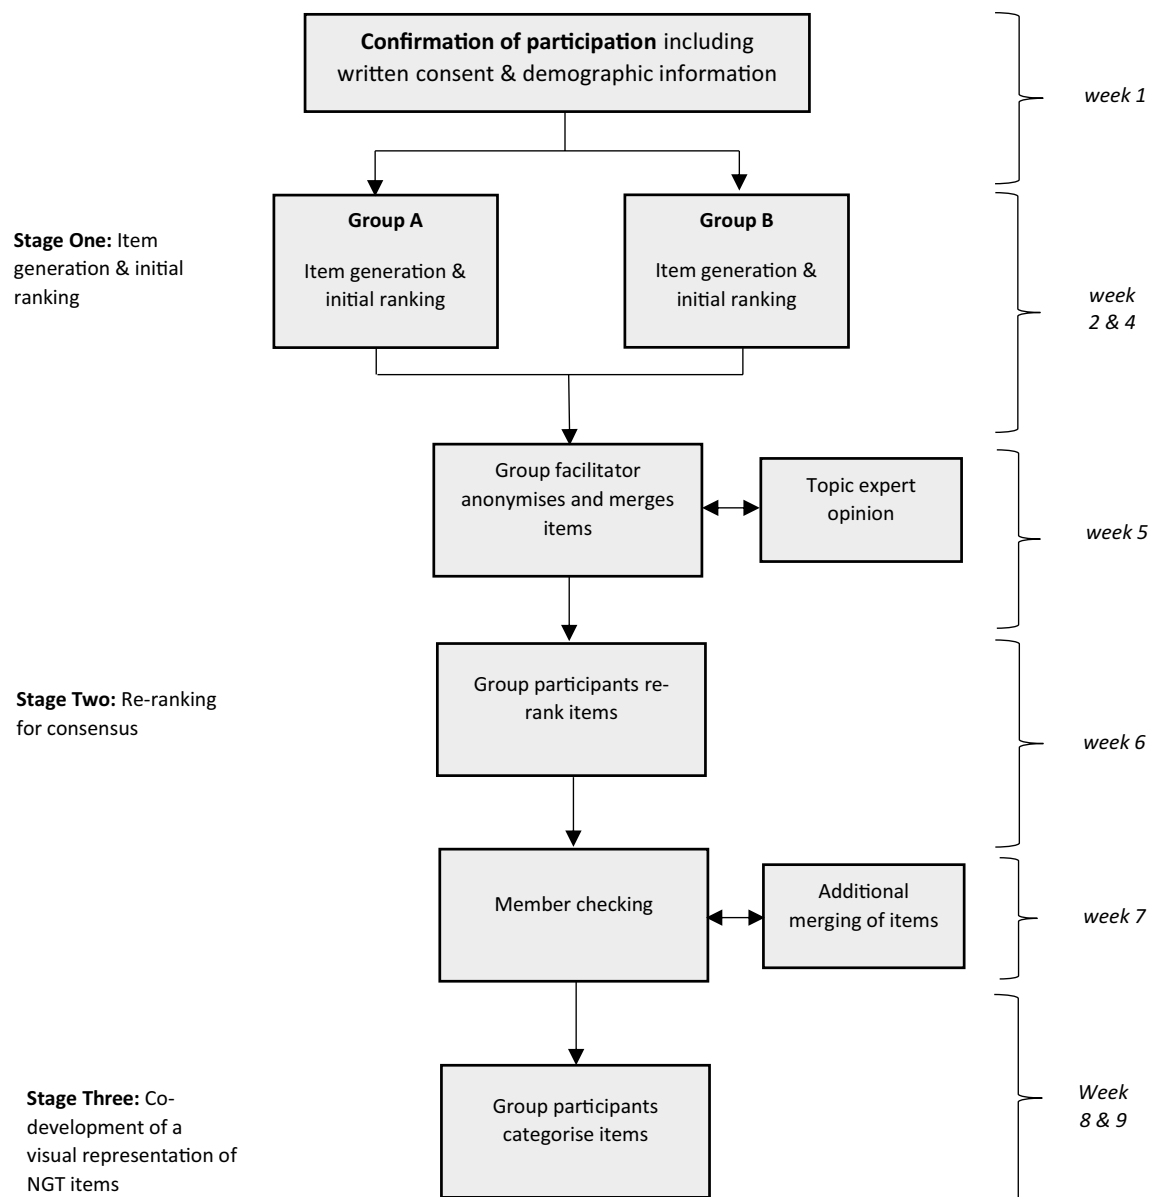 Confirmation of participation including
written consent & demographic information
week 1
Group A
Item generation &
initial ranking
Group B
Item generation &
initial ranking
Stage One: Item
generation & initial
ranking
week
2 & 4
Group facilitator
anonymises and merges
items
Topic expert
opinion
week 5
Group participants re-
rank items
Stage Two: Re-ranking
for consensus
week 6
Member checking
Additional
merging of items
week 7
Group participants
categorise items
Stage Three: Co-
development of a
visual representation of
NGT items
Week
8 & 9